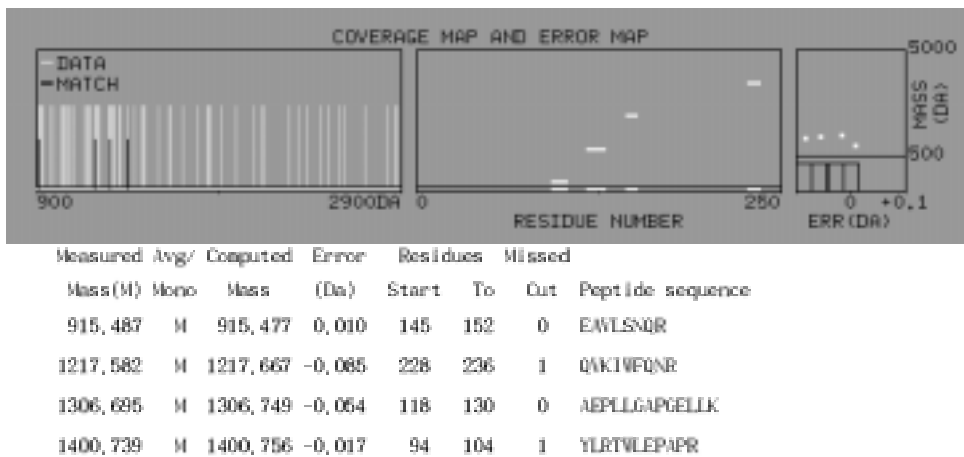 COVERAGE MAP AND ERROR MAP
DATA
MATCH
5000
MASS (DA)
500
900 2900DA 0 250 0 +0.1
RESIDUE NUMBER ERR(DA)
Measured Avg/ Computed Error Residues Missed
Mass(M) Mono Mass (Da) Start To Cut Peptide sequence
915,487 M 915,477 0,010 145 152 0 EAVLSNQR
1217,582 M 1217,667 -0,085 228 236 1 QVKIWFQNR
1306,695 M 1306,749 -0,054 118 130 0 AEPLLGAPGELLK
1400,739 M 1400,756 -0,017 94 104 1 YLRTWLEPAPR